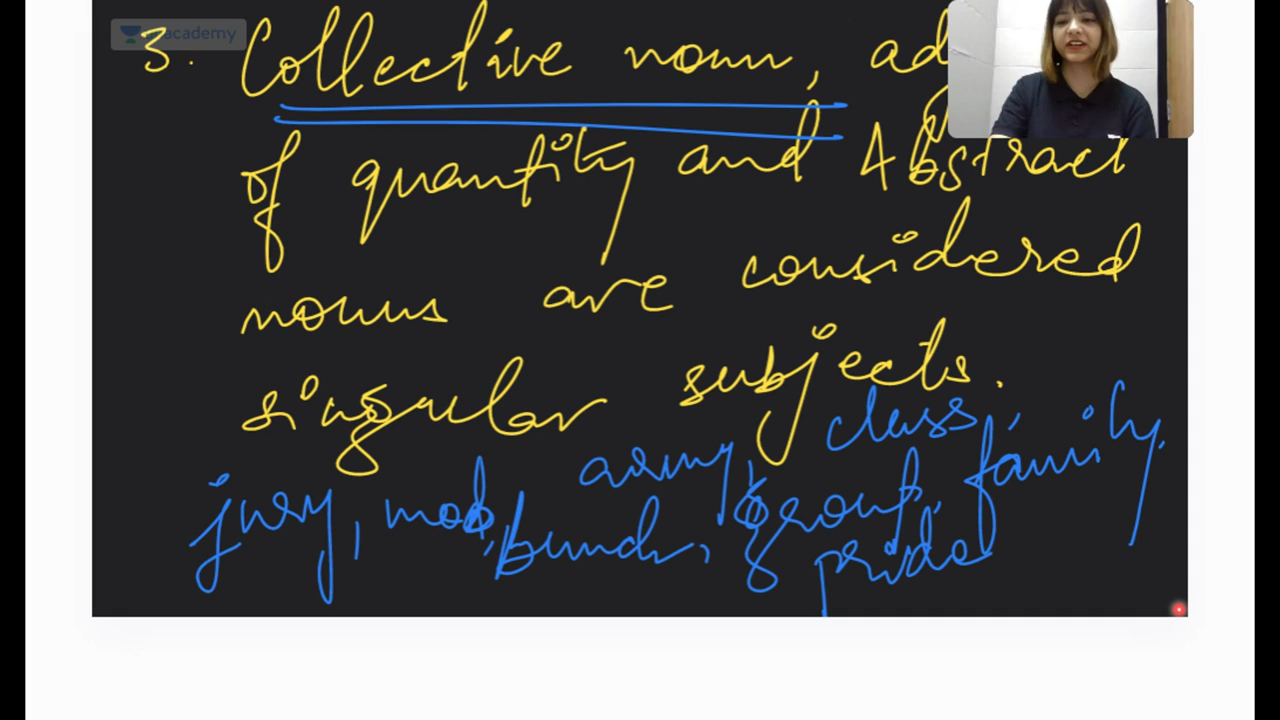 academy
3. Collective noun, ad
of quantity and Abstract
nouns are considered
singular subjects.
army, class,
jury, mob, bunch, group, family.
pride